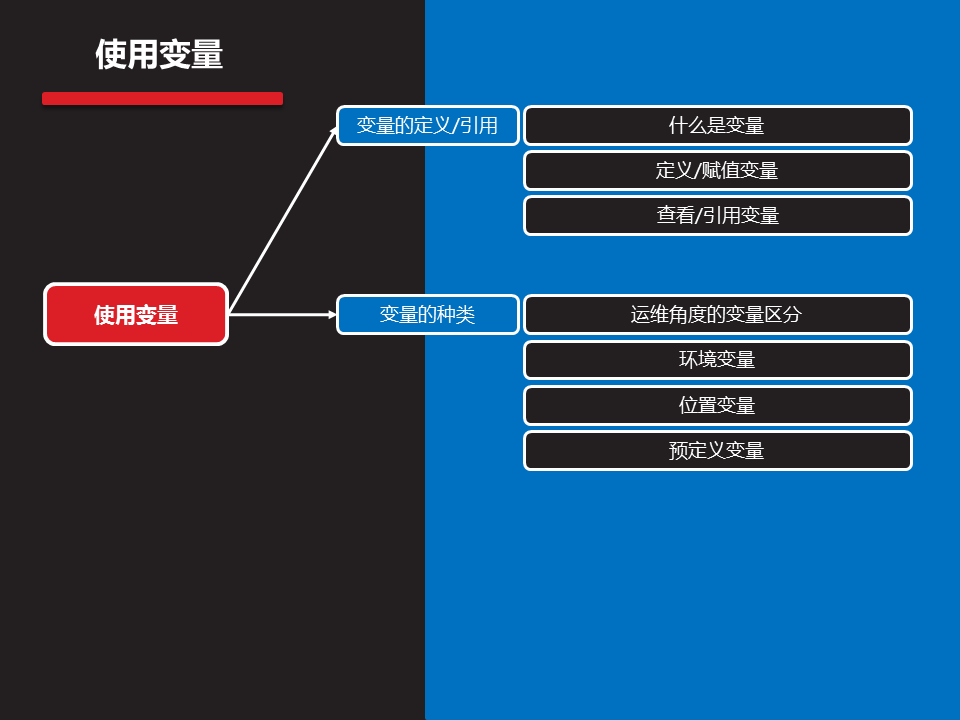 使用变量
变量的定义/引用
什么是变量
定义/赋值变量
查看/引用变量
使用变量
变量的种类
运维角度的变量区分
环境变量
位置变量
预定义变量